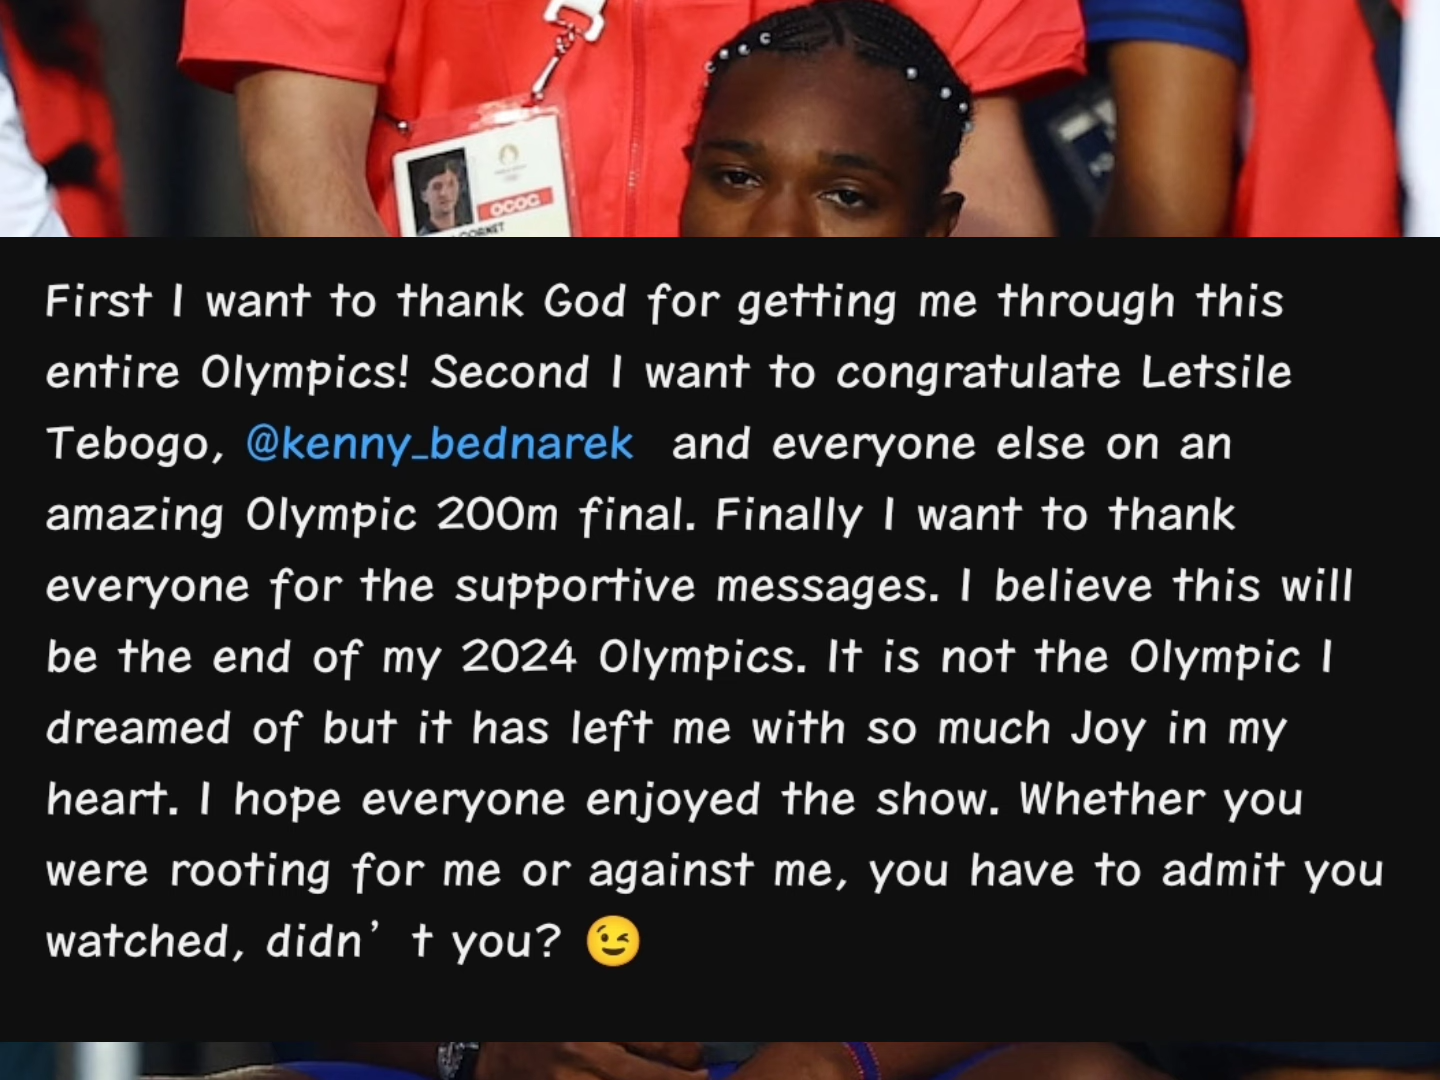 OCOG
CORNET
First I want to thank God for getting me through this
entire Olympics! Second I want to congratulate Letsile
Tebogo, @kenny_bednarek and everyone else on an
amazing Olympic 200m final. Finally I want to thank
everyone for the supportive messages. I believe this will
be the end of my 2024 Olympics. It is not the Olympic I
dreamed of but it has left me with so much Joy in my
heart. I hope everyone enjoyed the show. Whether you
were rooting for me or against me, you have to admit you
watched, didn’t you? 😉